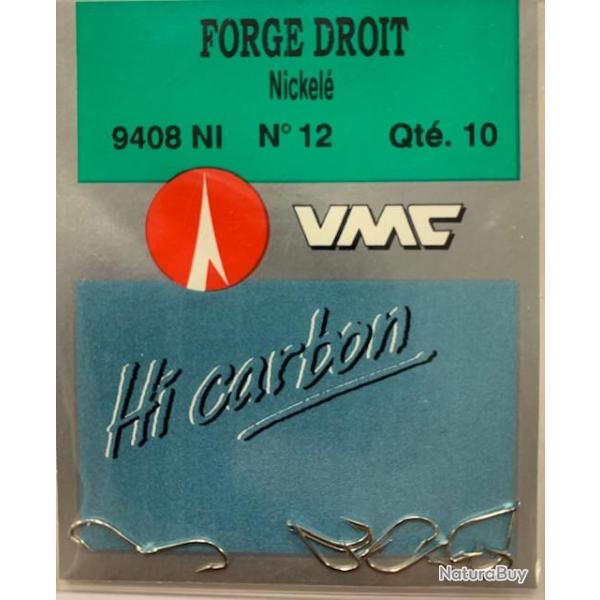 FORGE DROIT
Nickelé
9408 NI N° 12 Qté. 10
VMC
Hi carbon
NaturaBuy